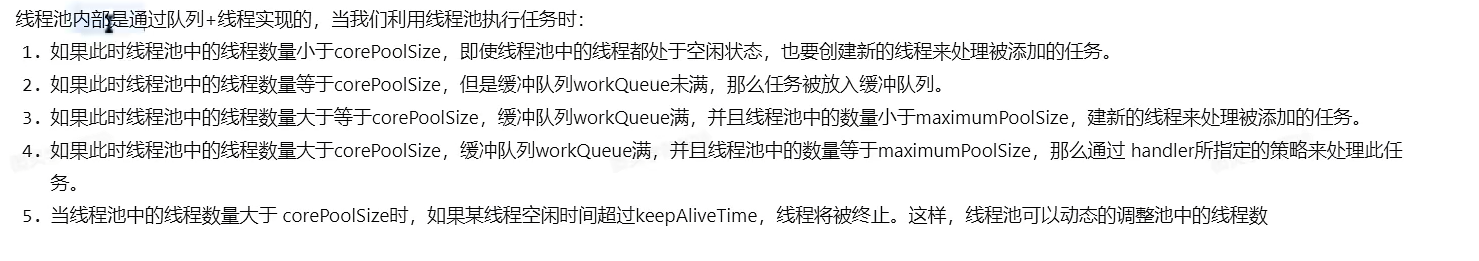 线程池内部是通过队列+线程实现的，当我们利用线程池执行任务时：
1. 如果此时线程池中的线程数量小于corePoolSize，即使线程池中的线程都处于空闲状态，也要创建新的线程来处理被添加的任务。
2. 如果此时线程池中的线程数量等于corePoolSize，但是缓冲队列workQueue未满，那么任务被放入缓冲队列。
3. 如果此时线程池中的线程数量大于等于corePoolSize，缓冲队列workQueue满，并且线程池中的数量小于maximumPoolSize，建新的线程来处理被添加的任务。
4. 如果此时线程池中的线程数量大于corePoolSize，缓冲队列workQueue满，并且线程池中的数量等于maximumPoolSize，那么通过 handler所指定的策略来处理此任
务。
5. 当线程池中的线程数量大于 corePoolSize时，如果某线程空闲时间超过keepAliveTime，线程将被终止。这样，线程池可以动态的调整池中的线程数